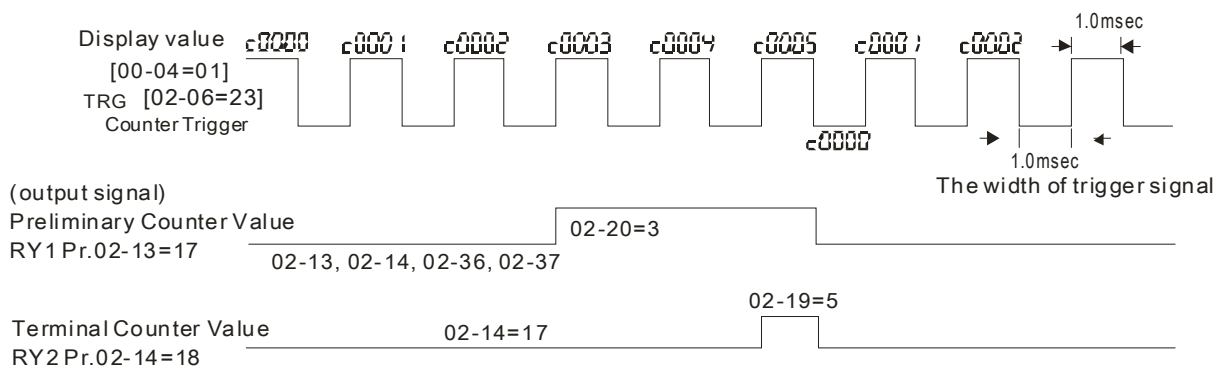 1.0msec
Display value c0000 c0001 c0002 c0003 c0004 c0005 c0001 c0002
[00-04=01]
TRG [02-06=23]
Counter Trigger
c0000
1.0msec
The width of trigger signal
(output signal)
Preliminary Counter Value
02-20=3
RY1 Pr.02-13=17
02-13, 02-14, 02-36, 02-37
02-19=5
Terminal Counter Value
02-14=17
RY2 Pr.02-14=18